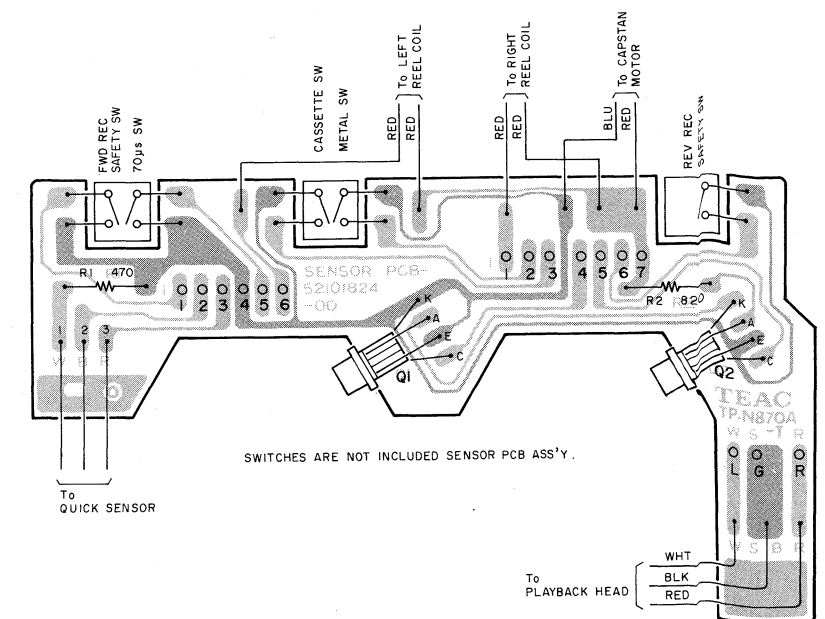 To LEFT
REEL COIL
RED
RED
To RIGHT
REEL COIL
RED
RED
To CAPSTAN
MOTOR
BLU
RED
FWD REC
SAFETY SW
70µs SW
CASSETTE SW
METAL SW
REV REC
SAFETY SW
SENSOR PCB-
52101824
-00
R1 470
1 2 3 4 5 6
1 2 3 4 5 6 7
R2 820
1 2 3
W B R
K
A
E
C
Q1
K
A
E
C
Q2
TEAC
TP-N870A
W S -T R
L G R
W S B R
SWITCHES ARE NOT INCLUDED SENSOR PCB ASS'Y.
To
QUICK SENSOR
To
PLAYBACK HEAD
WHT
BLK
RED